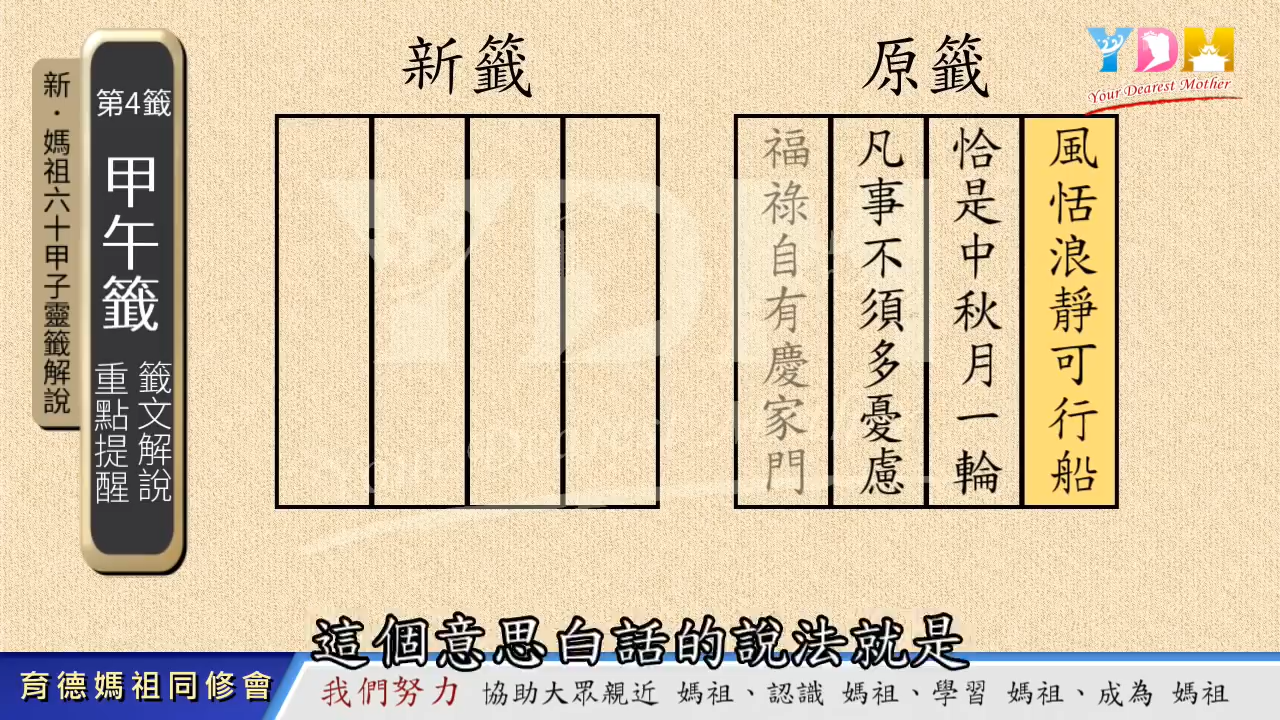 新・媽祖六十甲子靈籤解說
第4籤
甲午籤
籤文解說
重點提醒
新籤
原籤
風恬浪靜可行船
恰是中秋月一輪
凡事不須多憂慮
福祿自有慶家門
YDM
Your Dearest Mother
這個意思白話的說法就是
育德媽祖同修會
我們努力 協助大眾親近 媽祖、認識 媽祖、學習 媽祖、成為 媽祖